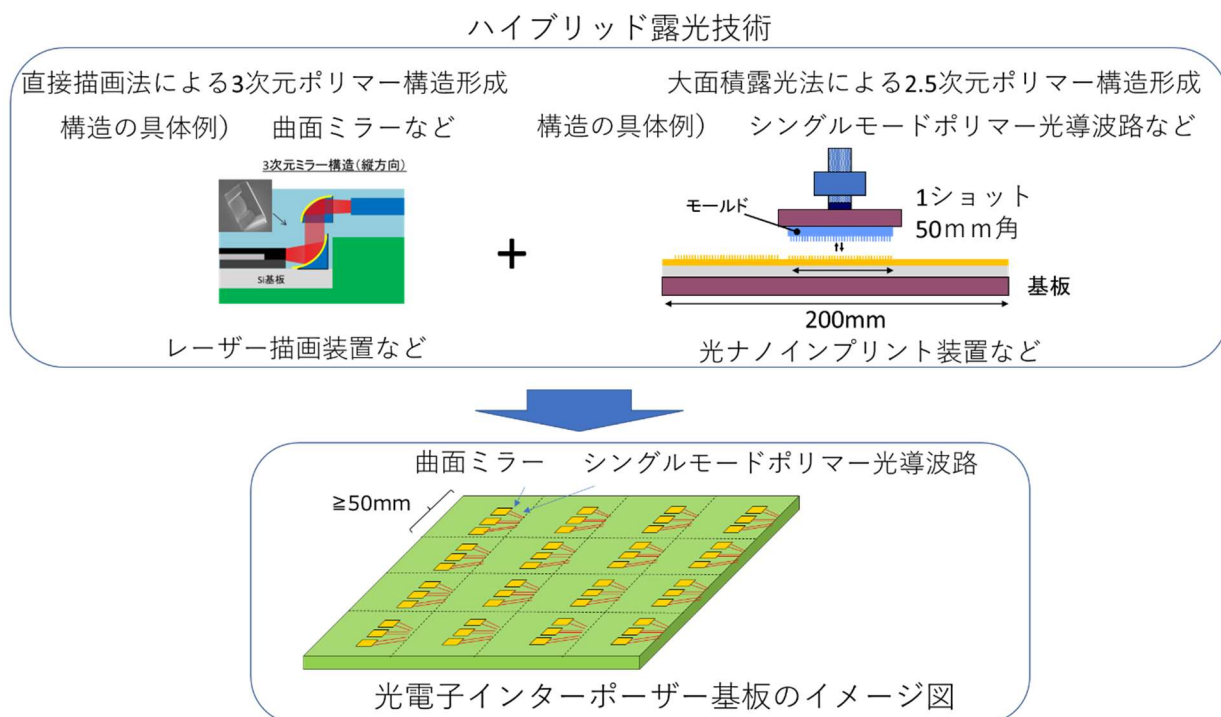 ハイブリッド露光技術
直接描画法による3次元ポリマー構造形成
構造の具体例） 曲面ミラーなど
3次元ミラー構造（縦方向）
Si基板
レーザー描画装置など
+
大面積露光法による2.5次元ポリマー構造形成
構造の具体例） シングルモードポリマー光導波路など
モールド
1ショット
50mm角
基板
200mm
光ナノインプリント装置など
曲面ミラー シングルモードポリマー光導波路
≧50mm
光電子インターポーザー基板のイメージ図